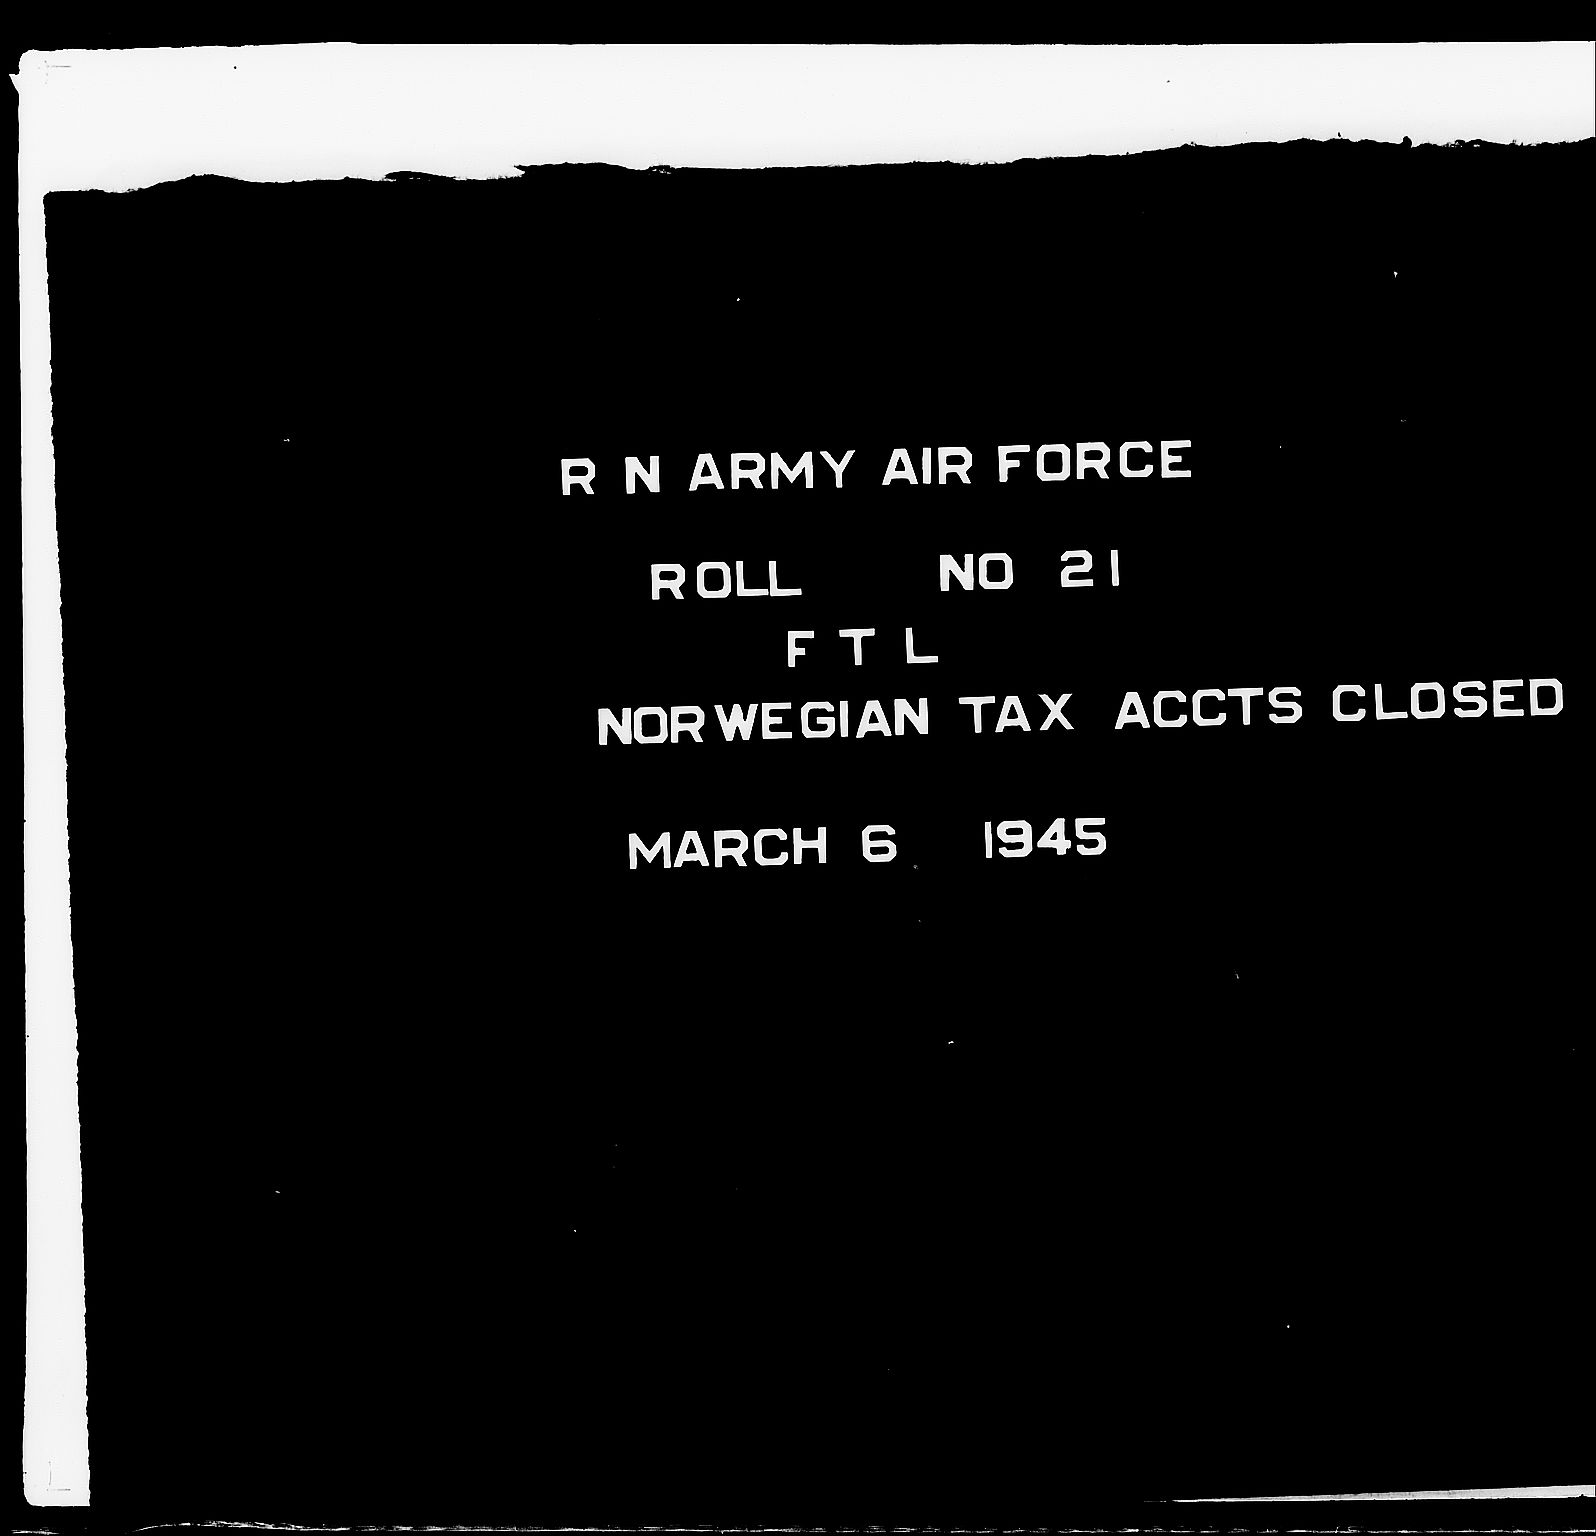 R N ARMY AIR FORCE
ROLL NO 21
F T L
NORWEGIAN TAX ACCTS CLOSED
MARCH 6 1945